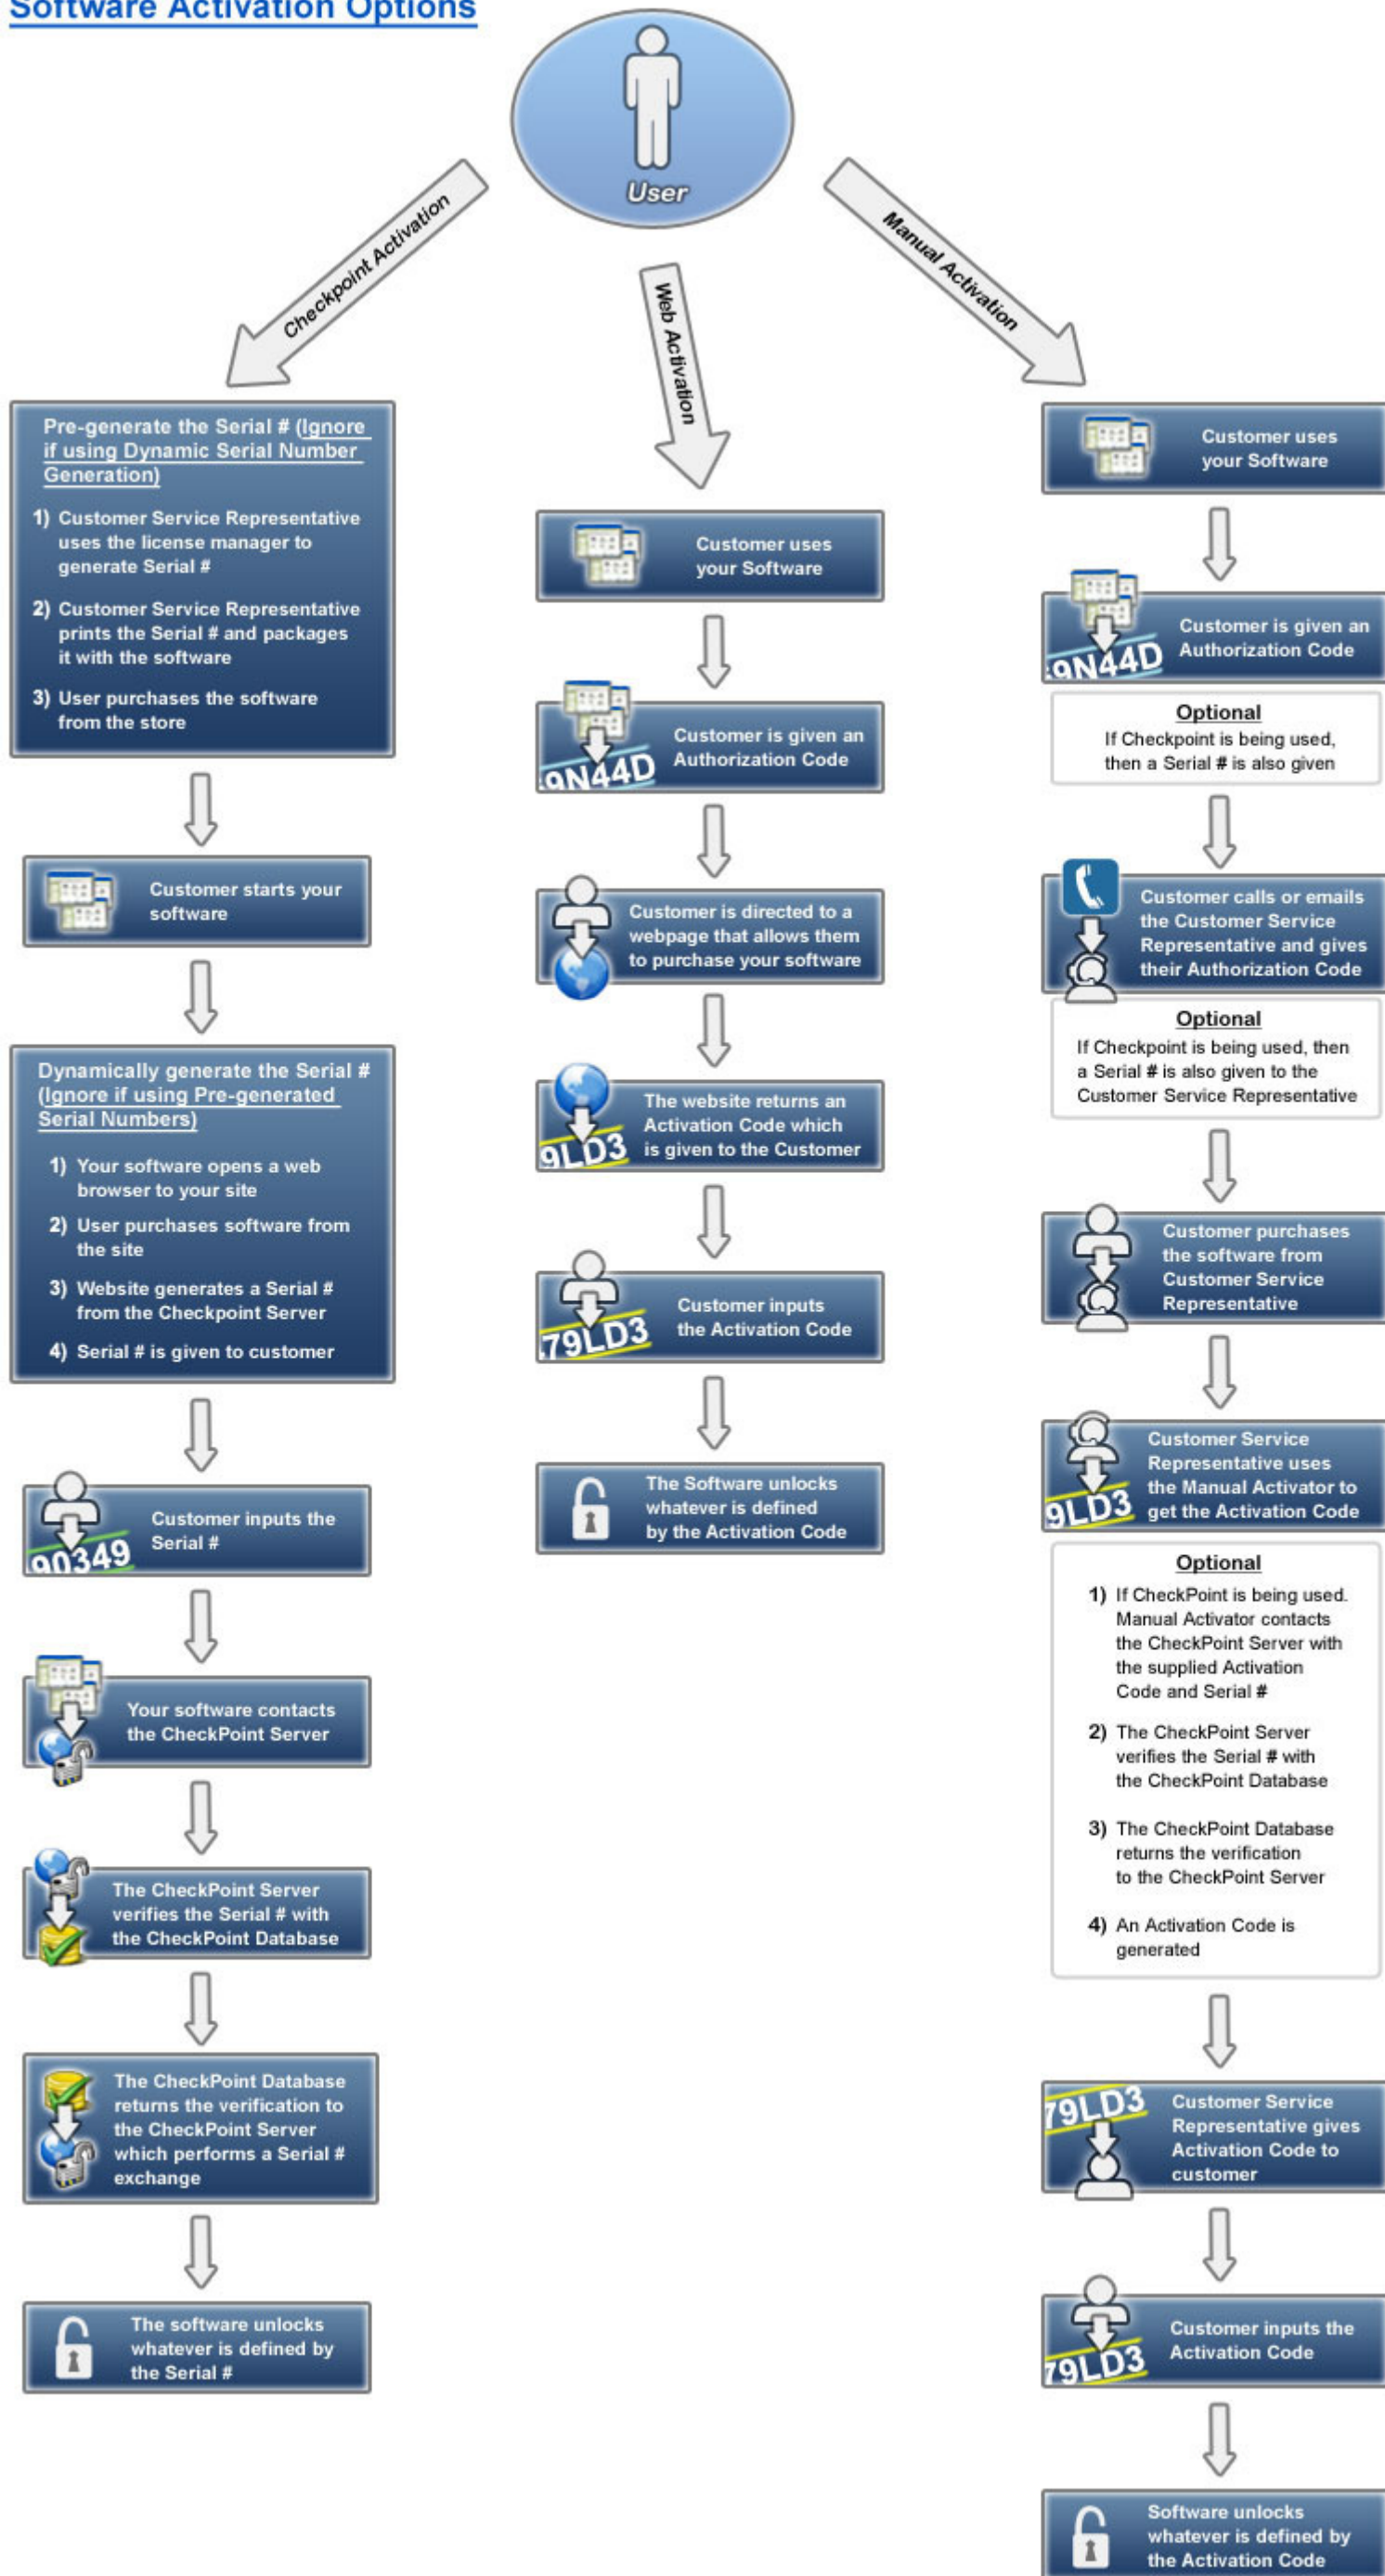 Software Activation Options
User
Checkpoint Activation
Web Activation
Manual Activation
Pre-generate the Serial # (Ignore
if using Dynamic Serial Number
Generation)
1) Customer Service Representative
uses the license manager to
generate Serial #
2) Customer Service Representative
prints the Serial # and packages
it with the software
3) User purchases the software
from the store
Customer starts your
software
Dynamically generate the Serial #
(Ignore if using Pre-generated
Serial Numbers)
1) Your software opens a web
browser to your site
2) User purchases software from
the site
3) Website generates a Serial #
from the Checkpoint Server
4) Serial # is given to customer
90349
Customer inputs the
Serial #
Your software contacts
the CheckPoint Server
The CheckPoint Server
verifies the Serial # with
the CheckPoint Database
The CheckPoint Database
returns the verification to
the CheckPoint Server
which performs a Serial #
exchange
The software unlocks
whatever is defined by
the Serial #
Customer uses
your Software
9N44D
Customer is given an
Authorization Code
Customer is directed to a
webpage that allows them
to purchase your software
9LD3
The website returns an
Activation Code which
is given to the Customer
79LD3
Customer inputs
the Activation Code
The Software unlocks
whatever is defined
by the Activation Code
Customer uses
your Software
9N44D
Customer is given an
Authorization Code
Optional
If Checkpoint is being used,
then a Serial # is also given
Customer calls or emails
the Customer Service
Representative and gives
their Authorization Code
Optional
If Checkpoint is being used, then
a Serial # is also given to the
Customer Service Representative
Customer purchases
the software from
Customer Service
Representative
9LD3
Customer Service
Representative uses
the Manual Activator to
get the Activation Code
Optional
1) If CheckPoint is being used.
Manual Activator contacts
the CheckPoint Server with
the supplied Activation
Code and Serial #
2) The CheckPoint Server
verifies the Serial # with
the CheckPoint Database
3) The CheckPoint Database
returns the verification
to the CheckPoint Server
4) An Activation Code is
generated
79LD3
Customer Service
Representative gives
Activation Code to
customer
79LD3
Customer inputs the
Activation Code
Software unlocks
whatever is defined by
the Activation Code